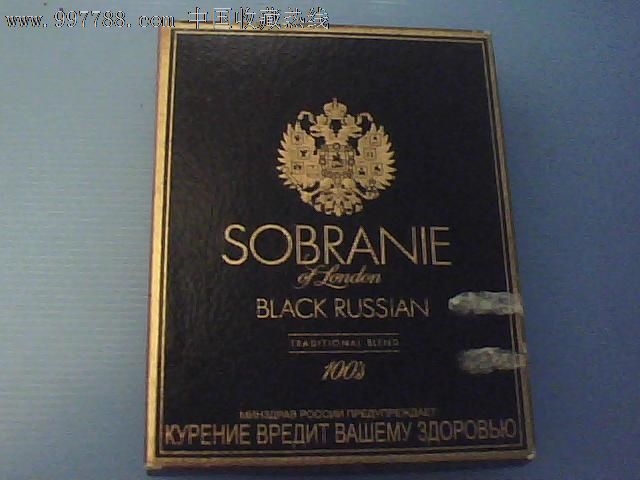 www.997788.com 中国收藏热线
SOBRANIE
of London
BLACK RUSSIAN
TRADITIONAL BLEND
100's
МИНЗДРАВ РОССИИ ПРЕДУПРЕЖДАЕТ
КУРЕНИЕ ВРЕДИТ ВАШЕМУ ЗДОРОВЬЮ